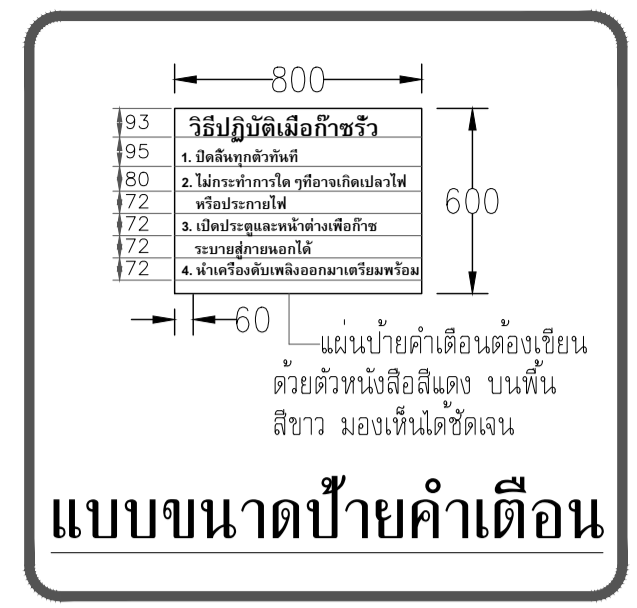 800
93
วิธีปฏิบัติเมื่อก๊าซรั่ว
95
1. ปิดลิ้นทุกตัวทันที
80
2. ไม่กระทำการใด ๆที่อาจเกิดเปลวไฟ
600
72
หรือประกายไฟ
72
3. เปิดประตูและหน้าต่างเพื่อก๊าซ
72
ระบายสู่ภายนอกได้
72
4. นำเครื่องดับเพลิงออกมาเตรียมพร้อม
60
แผ่นป้ายคำเตือนต้องเขียน
ด้วยตัวหนังสือสีแดง บนพื้น
สีขาว มองเห็นได้ชัดเจน
แบบขนาดป้ายคำเตือน